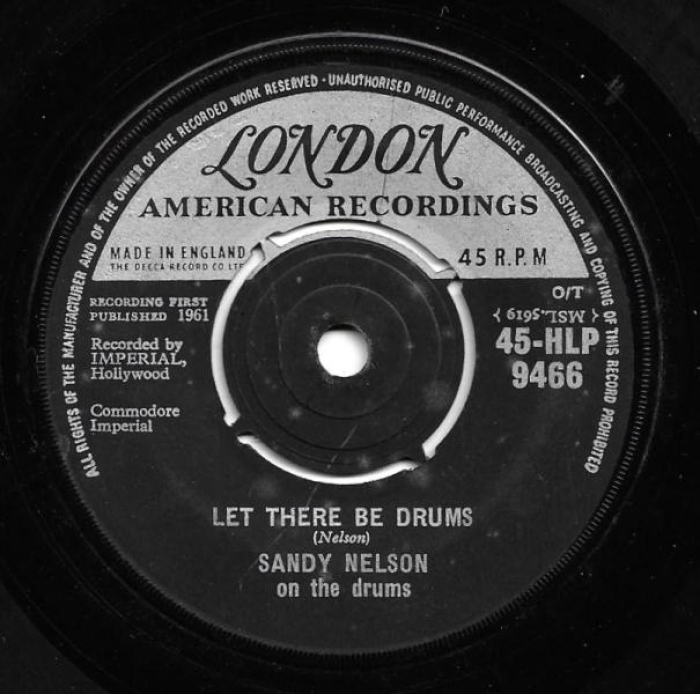 ALL RIGHTS OF THE MANUFACTURER AND OF THE OWNER OF THE RECORDED WORK RESERVED · UNAUTHORISED PUBLIC PERFORMANCE BROADCASTING AND COPYING OF THIS RECORD PROHIBITED
LONDON
AMERICAN RECORDINGS
MADE IN ENGLAND
THE DECCA RECORD CO LTD
45 R.P.M
RECORDING FIRST
PUBLISHED 1961
Recorded by
IMPERIAL,
Hollywood
Commodore
Imperial
O/T
MSL.5619
45-HLP
9466
LET THERE BE DRUMS
(Nelson)
SANDY NELSON
on the drums